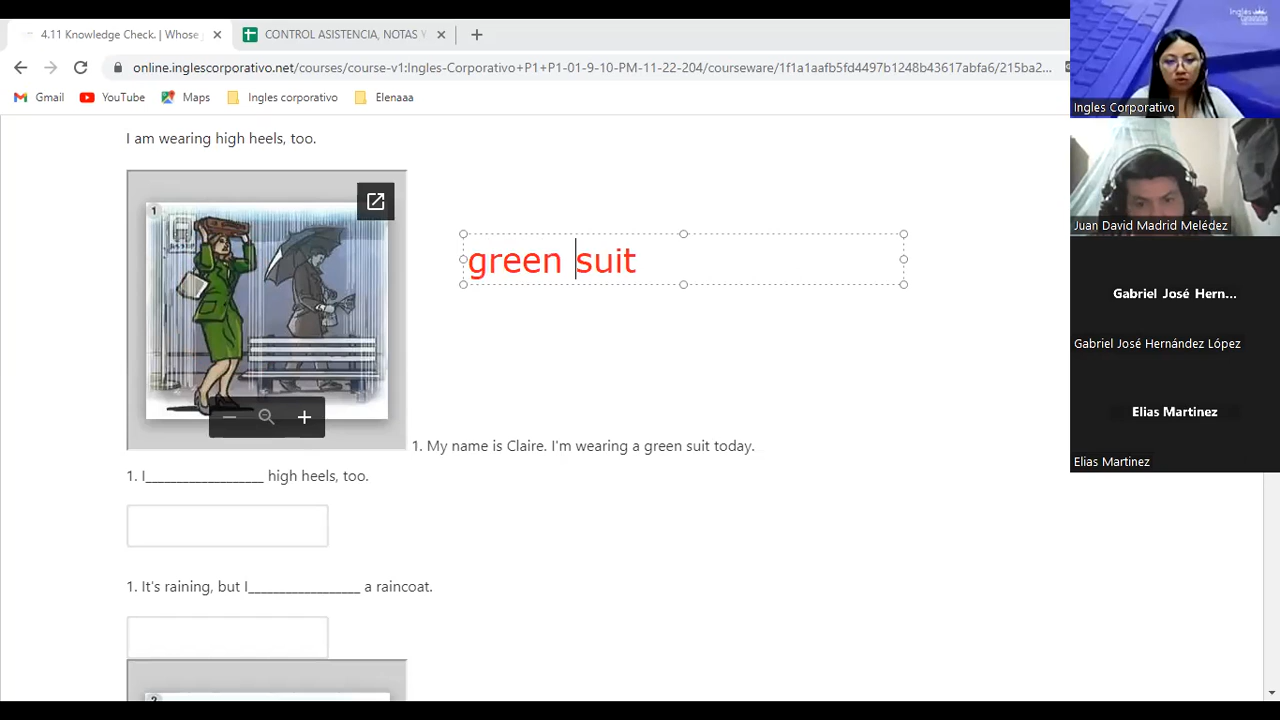 4.11 Knowledge Check. | Whose
CONTROL ASISTENCIA, NOTAS
online.inglescorporativo.net/courses/course-v1:Ingles-Corporativo+P1+P1-01-9-10-PM-11-22-204/courseware/1f1a1aafb5fd4497b1248b43617abfa6/215ba2...
Gmail
YouTube
Maps
Ingles corporativo
Elenaaa
I am wearing high heels, too.
1
green suit
1. My name is Claire. I'm wearing a green suit today.
1. I__________________ high heels, too.
1. It's raining, but I________________ a raincoat.
Ingles Corporativo
Juan David Madrid Melédez
Gabriel José Hern...
Gabriel José Hernández López
Elias Martinez
Elias Martinez